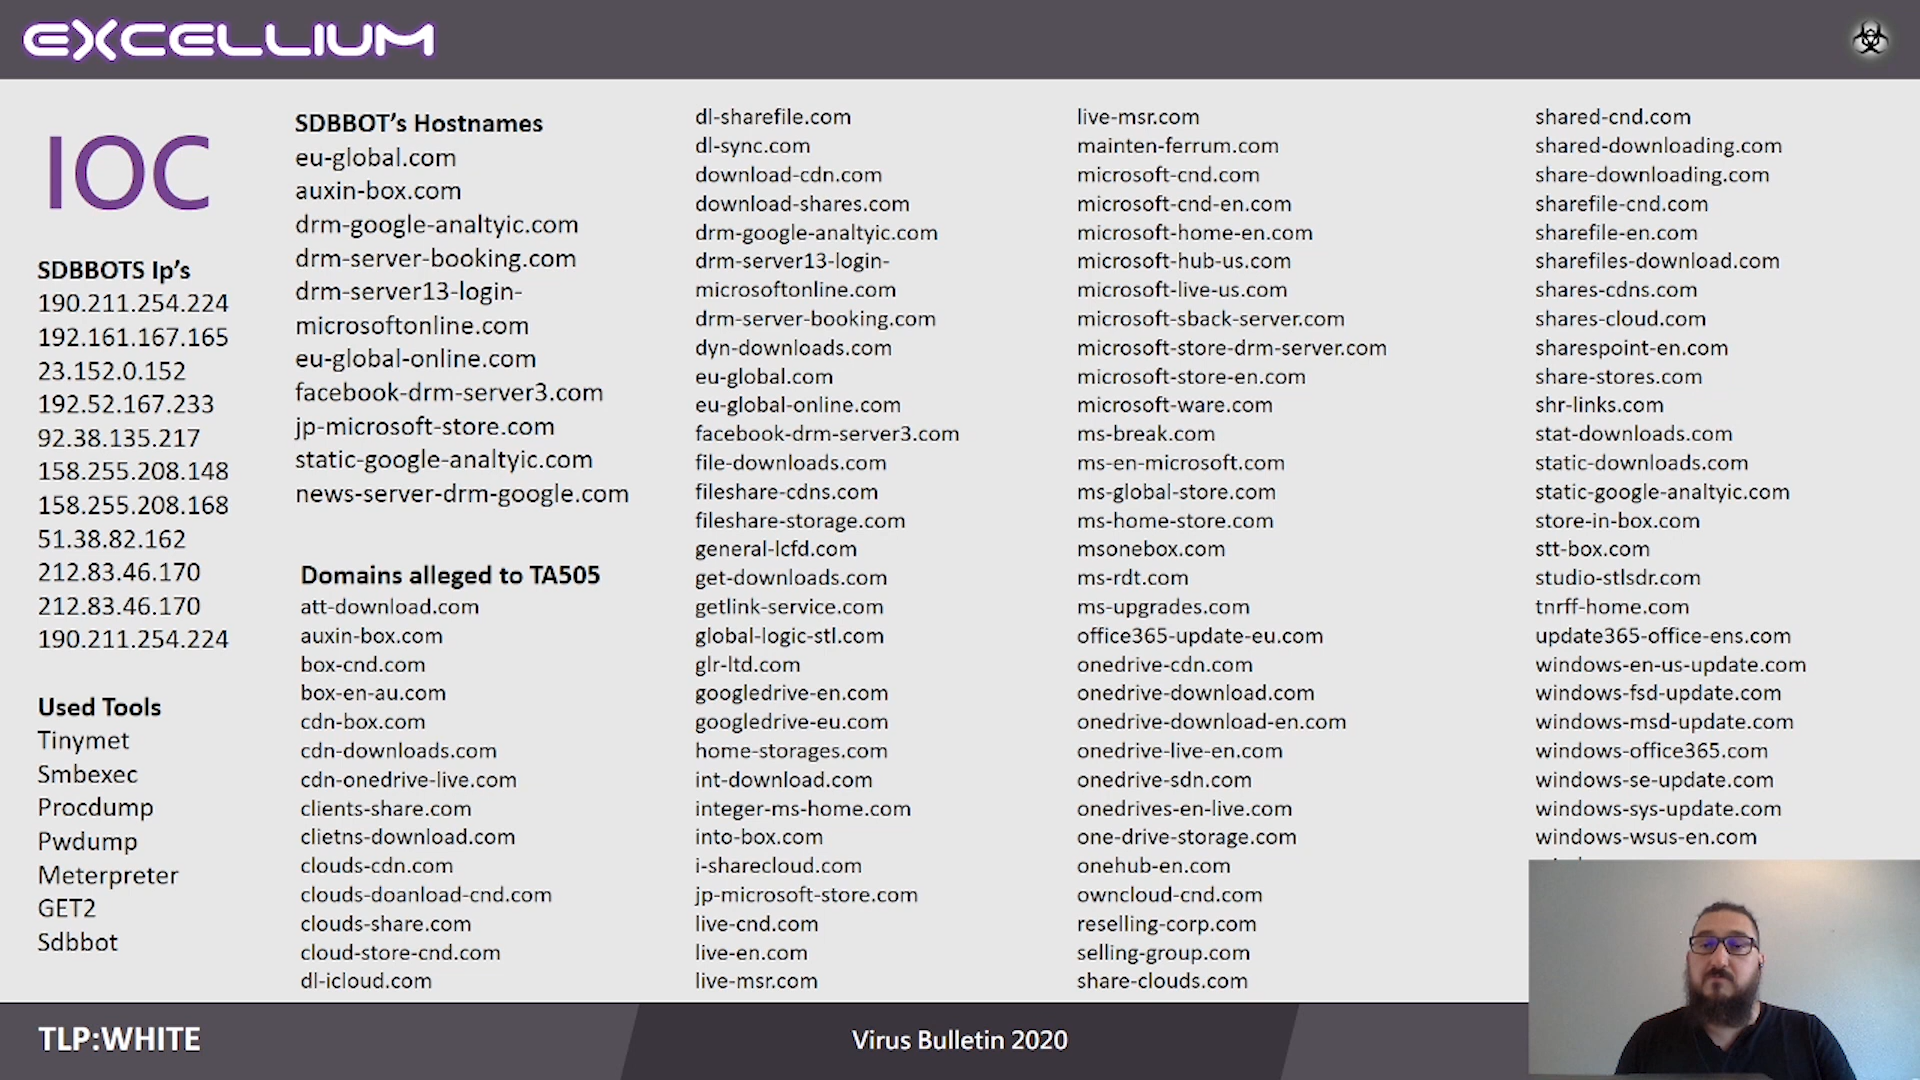 EXCELLIUM
IOC
SDBBOTS Ip's
190.211.254.224
192.161.167.165
23.152.0.152
192.52.167.233
92.38.135.217
158.255.208.148
158.255.208.168
51.38.82.162
212.83.46.170
212.83.46.170
190.211.254.224
Used Tools
Tinymet
Smbexec
Procdump
Pwdump
Meterpreter
GET2
Sdbbot
SDBBOT's Hostnames
eu-global.com
auxin-box.com
drm-google-analtyic.com
drm-server-booking.com
drm-server13-login-
microsoftonline.com
eu-global-online.com
facebook-drm-server3.com
jp-microsoft-store.com
static-google-analtyic.com
news-server-drm-google.com
Domains alleged to TA505
att-download.com
auxin-box.com
box-cnd.com
box-en-au.com
cdn-box.com
cdn-downloads.com
cdn-onedrive-live.com
clients-share.com
clietns-download.com
clouds-cdn.com
clouds-doanload-cnd.com
clouds-share.com
cloud-store-cnd.com
dl-icloud.com
dl-sharefile.com
dl-sync.com
download-cdn.com
download-shares.com
drm-google-analtyic.com
drm-server13-login-
microsoftonline.com
drm-server-booking.com
dyn-downloads.com
eu-global.com
eu-global-online.com
facebook-drm-server3.com
file-downloads.com
fileshare-cdns.com
fileshare-storage.com
general-lcfd.com
get-downloads.com
getlink-service.com
global-logic-stl.com
glr-ltd.com
googledrive-en.com
googledrive-eu.com
home-storages.com
int-download.com
integer-ms-home.com
into-box.com
i-sharecloud.com
jp-microsoft-store.com
live-cnd.com
live-en.com
live-msr.com
live-msr.com
mainten-ferrum.com
microsoft-cnd.com
microsoft-cnd-en.com
microsoft-home-en.com
microsoft-hub-us.com
microsoft-live-us.com
microsoft-sback-server.com
microsoft-store-drm-server.com
microsoft-store-en.com
microsoft-ware.com
ms-break.com
ms-en-microsoft.com
ms-global-store.com
ms-home-store.com
msonebox.com
ms-rdt.com
ms-upgrades.com
office365-update-eu.com
onedrive-cdn.com
onedrive-download.com
onedrive-download-en.com
onedrive-live-en.com
onedrive-sdn.com
onedrives-en-live.com
one-drive-storage.com
onehub-en.com
owncloud-cnd.com
reselling-corp.com
selling-group.com
share-clouds.com
shared-cnd.com
shared-downloading.com
share-downloading.com
sharefile-cnd.com
sharefile-en.com
sharefiles-download.com
shares-cdns.com
shares-cloud.com
sharespoint-en.com
share-stores.com
shr-links.com
stat-downloads.com
static-downloads.com
static-google-analtyic.com
store-in-box.com
stt-box.com
studio-stlsdr.com
tnrff-home.com
update365-office-ens.com
windows-en-us-update.com
windows-fsd-update.com
windows-msd-update.com
windows-office365.com
windows-se-update.com
windows-sys-update.com
windows-wsus-en.com
TLP:WHITE
Virus Bulletin 2020